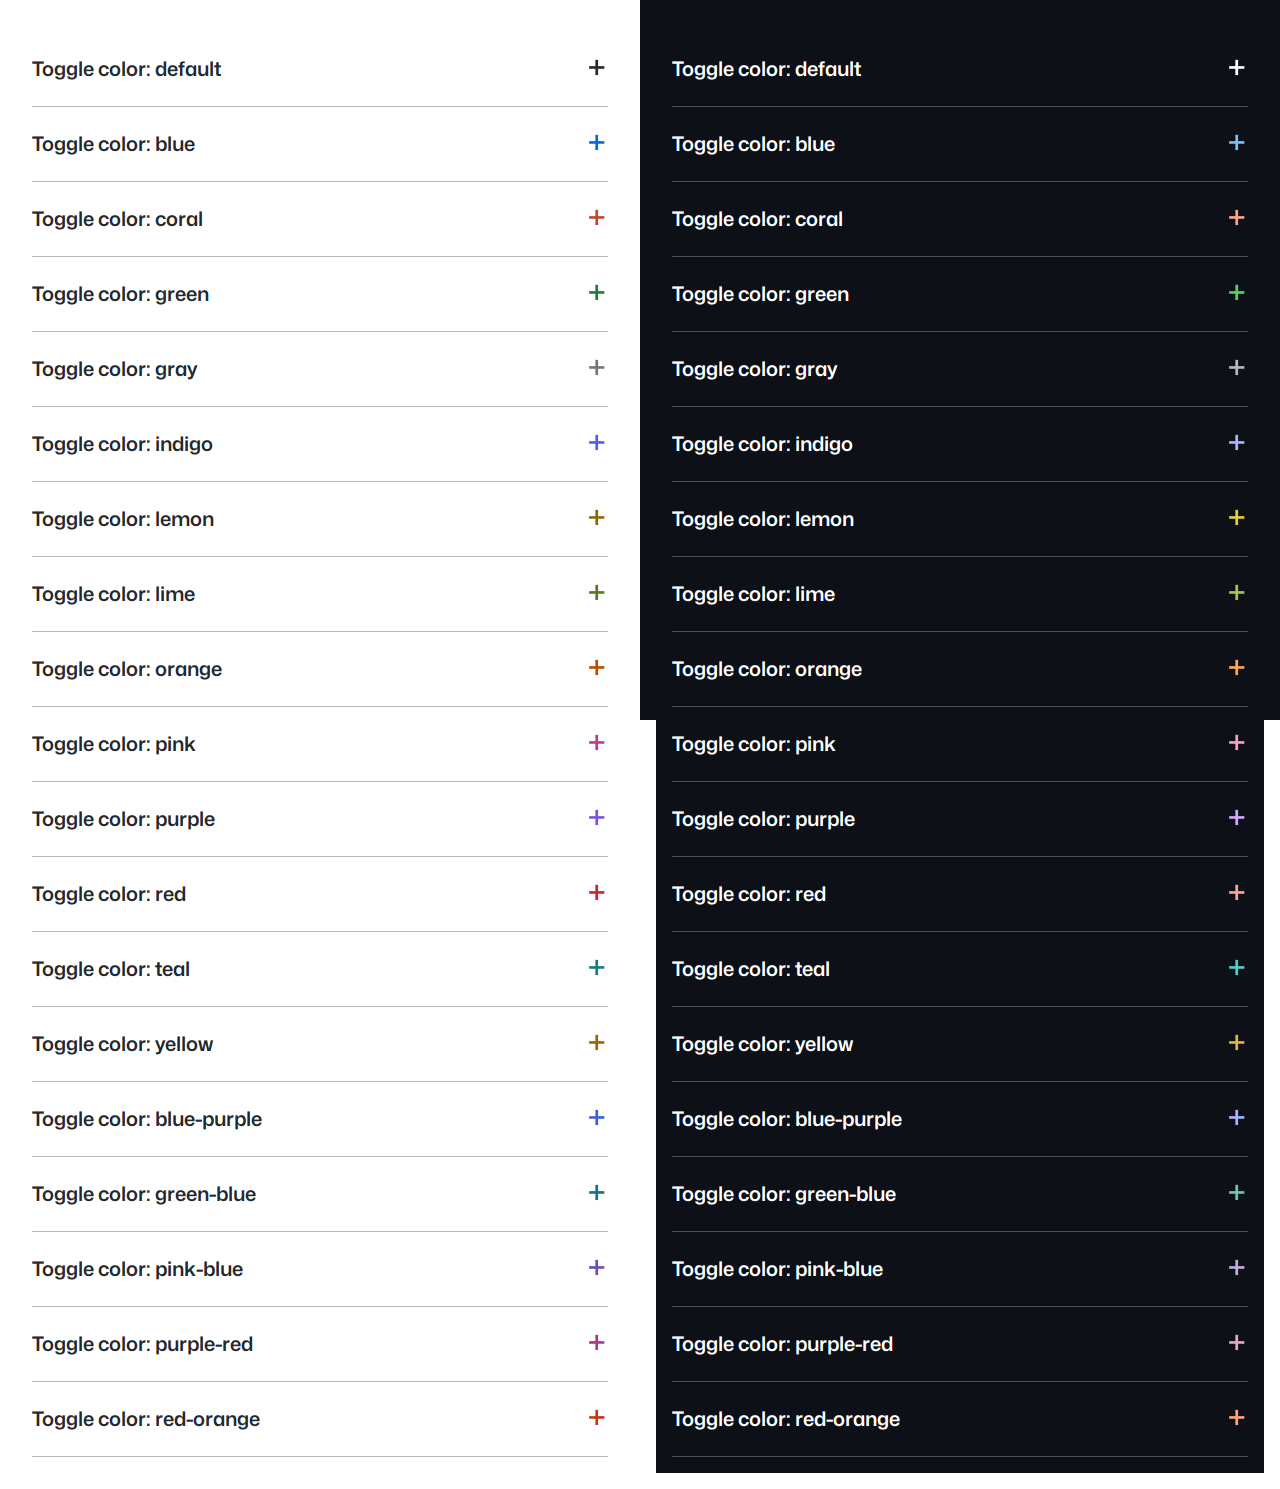 Toggle color: default
Toggle color: blue
Toggle color: coral
Toggle color: green
Toggle color: gray
Toggle color: indigo
Toggle color: lemon
Toggle color: lime
Toggle color: orange
Toggle color: pink
Toggle color: purple
Toggle color: red
Toggle color: teal
Toggle color: yellow
Toggle color: blue-purple
Toggle color: green-blue
Toggle color: pink-blue
Toggle color: purple-red
Toggle color: red-orange
Toggle color: default
Toggle color: blue
Toggle color: coral
Toggle color: green
Toggle color: gray
Toggle color: indigo
Toggle color: lemon
Toggle color: lime
Toggle color: orange
Toggle color: pink
Toggle color: purple
Toggle color: red
Toggle color: teal
Toggle color: yellow
Toggle color: blue-purple
Toggle color: green-blue
Toggle color: pink-blue
Toggle color: purple-red
Toggle color: red-orange